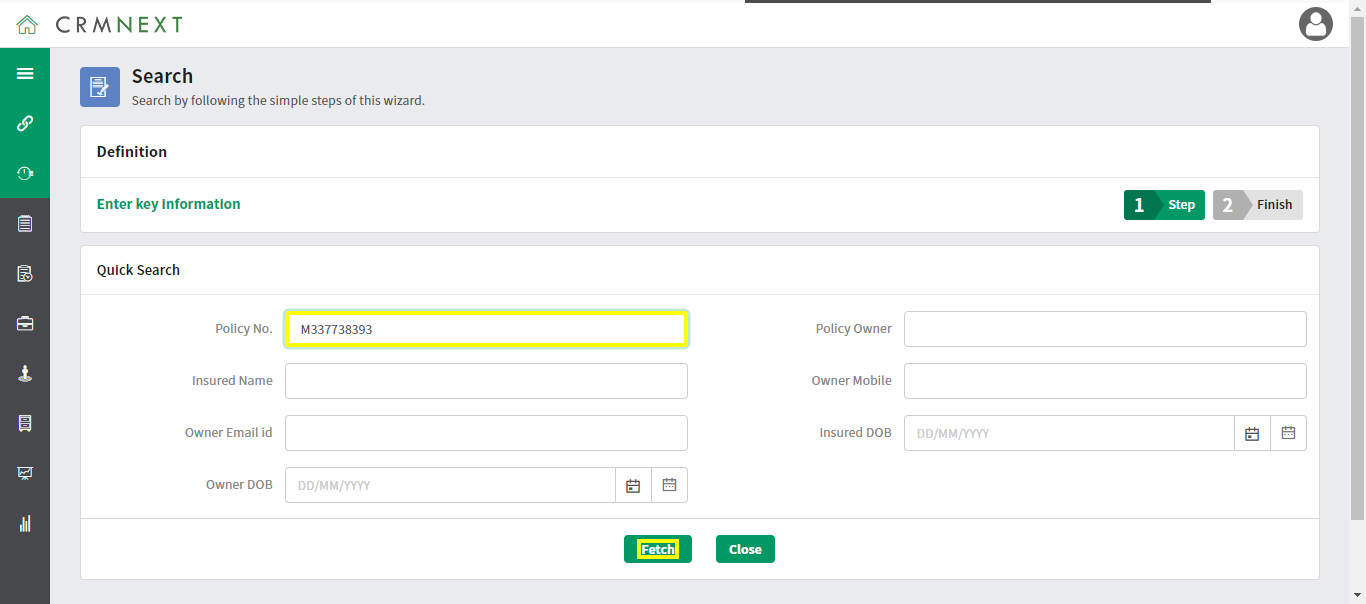 CRMNEXT
Search
Search by following the simple steps of this wizard.
Definition
Enter key Information
1 Step 2 Finish
Quick Search
Policy No. M337738393 Policy Owner
Insured Name Owner Mobile
Owner Email id Insured DOB DD/MM/YYYY
Owner DOB DD/MM/YYYY
Fetch Close